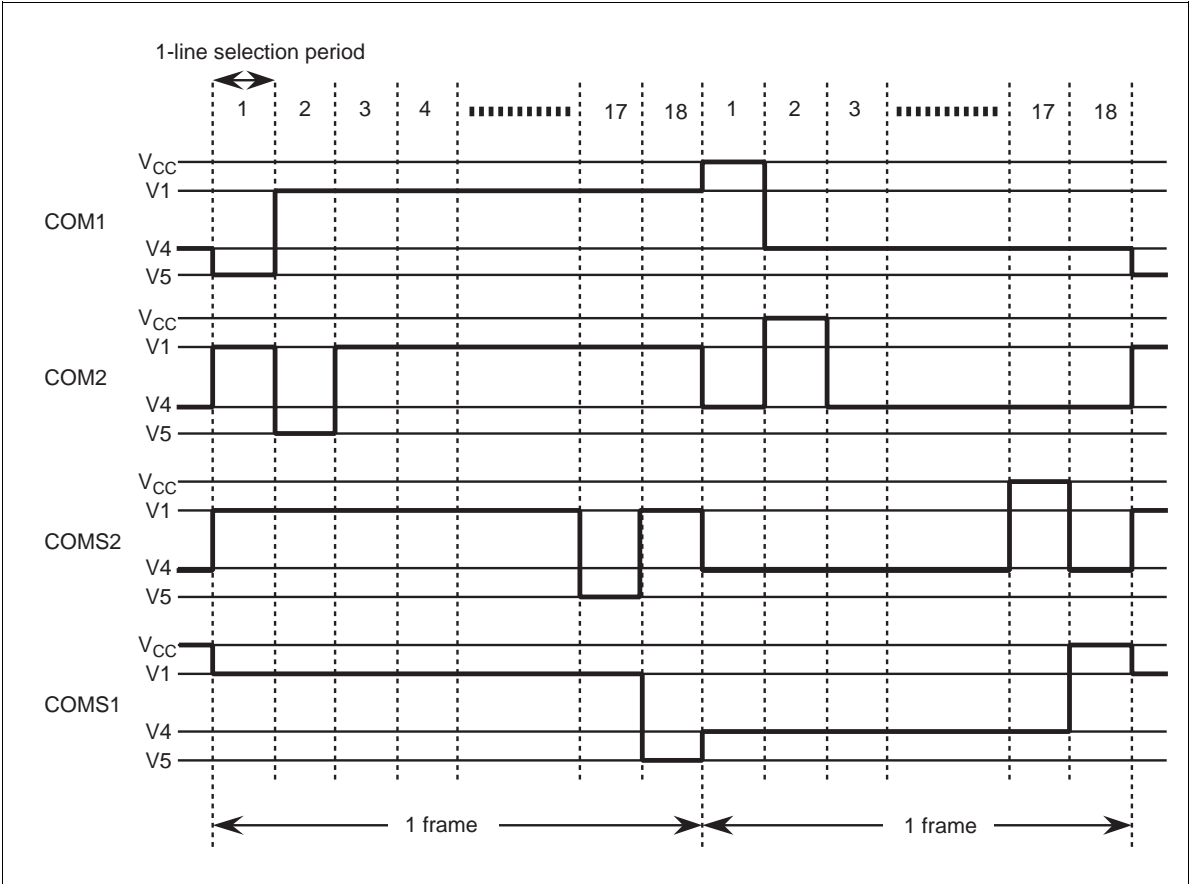 1-line selection period
1 2 3 4 17 18 1 2 3 17 18
VCC
V1
COM1
V4
V5
VCC
V1
COM2
V4
V5
VCC
V1
COMS2
V4
V5
VCC
V1
COMS1
V4
V5
1 frame 1 frame